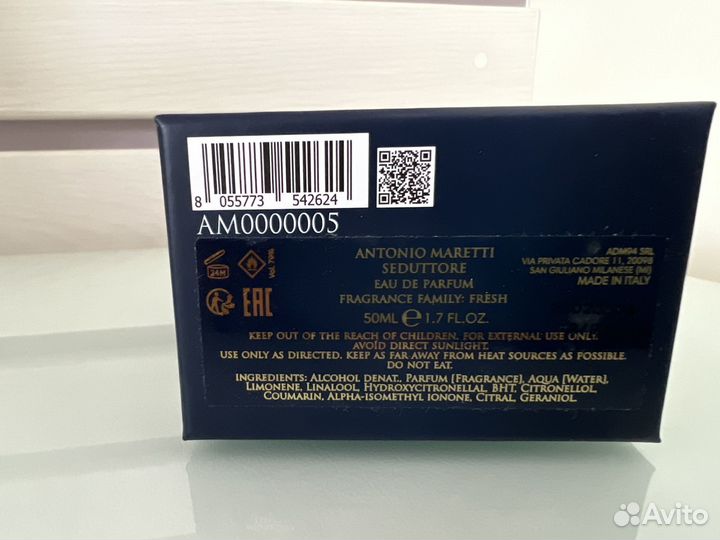 8 055773 542624
AM0000005
24M
Vol. 79%
EAC
ANTONIO MARETTI
SEDUTTORE
EAU DE PARFUM
FRAGRANCE FAMILY: FRÈSH
50ML e 1.7 FL.OZ.
ADM94 SRL
VIA PRIVATA CADORE 11, 20098
SAN GIULIANO MILANESE (MI)
MADE IN ITALY
KEEP OUT OF THE REACH OF CHILDREN. FOR EXTERNAL USE ONLY.
AVOID DIRECT SUNLIGHT.
USE ONLY AS DIRECTED. KEEP AS FAR AWAY FROM HEAT SOURCES AS POSSIBLE.
DO NOT EAT.
INGREDIENTS: ALCOHOL DENAT., PARFUM [FRAGRANCE], AQUA [WATER],
LIMONENE, LINALOOL, HYDROXYCITRONELLAL, BHT, CITRONELLOL,
COUMARIN, ALPHA-ISOMETHYL IONONE, CITRAL, GERANIOL.
Avito